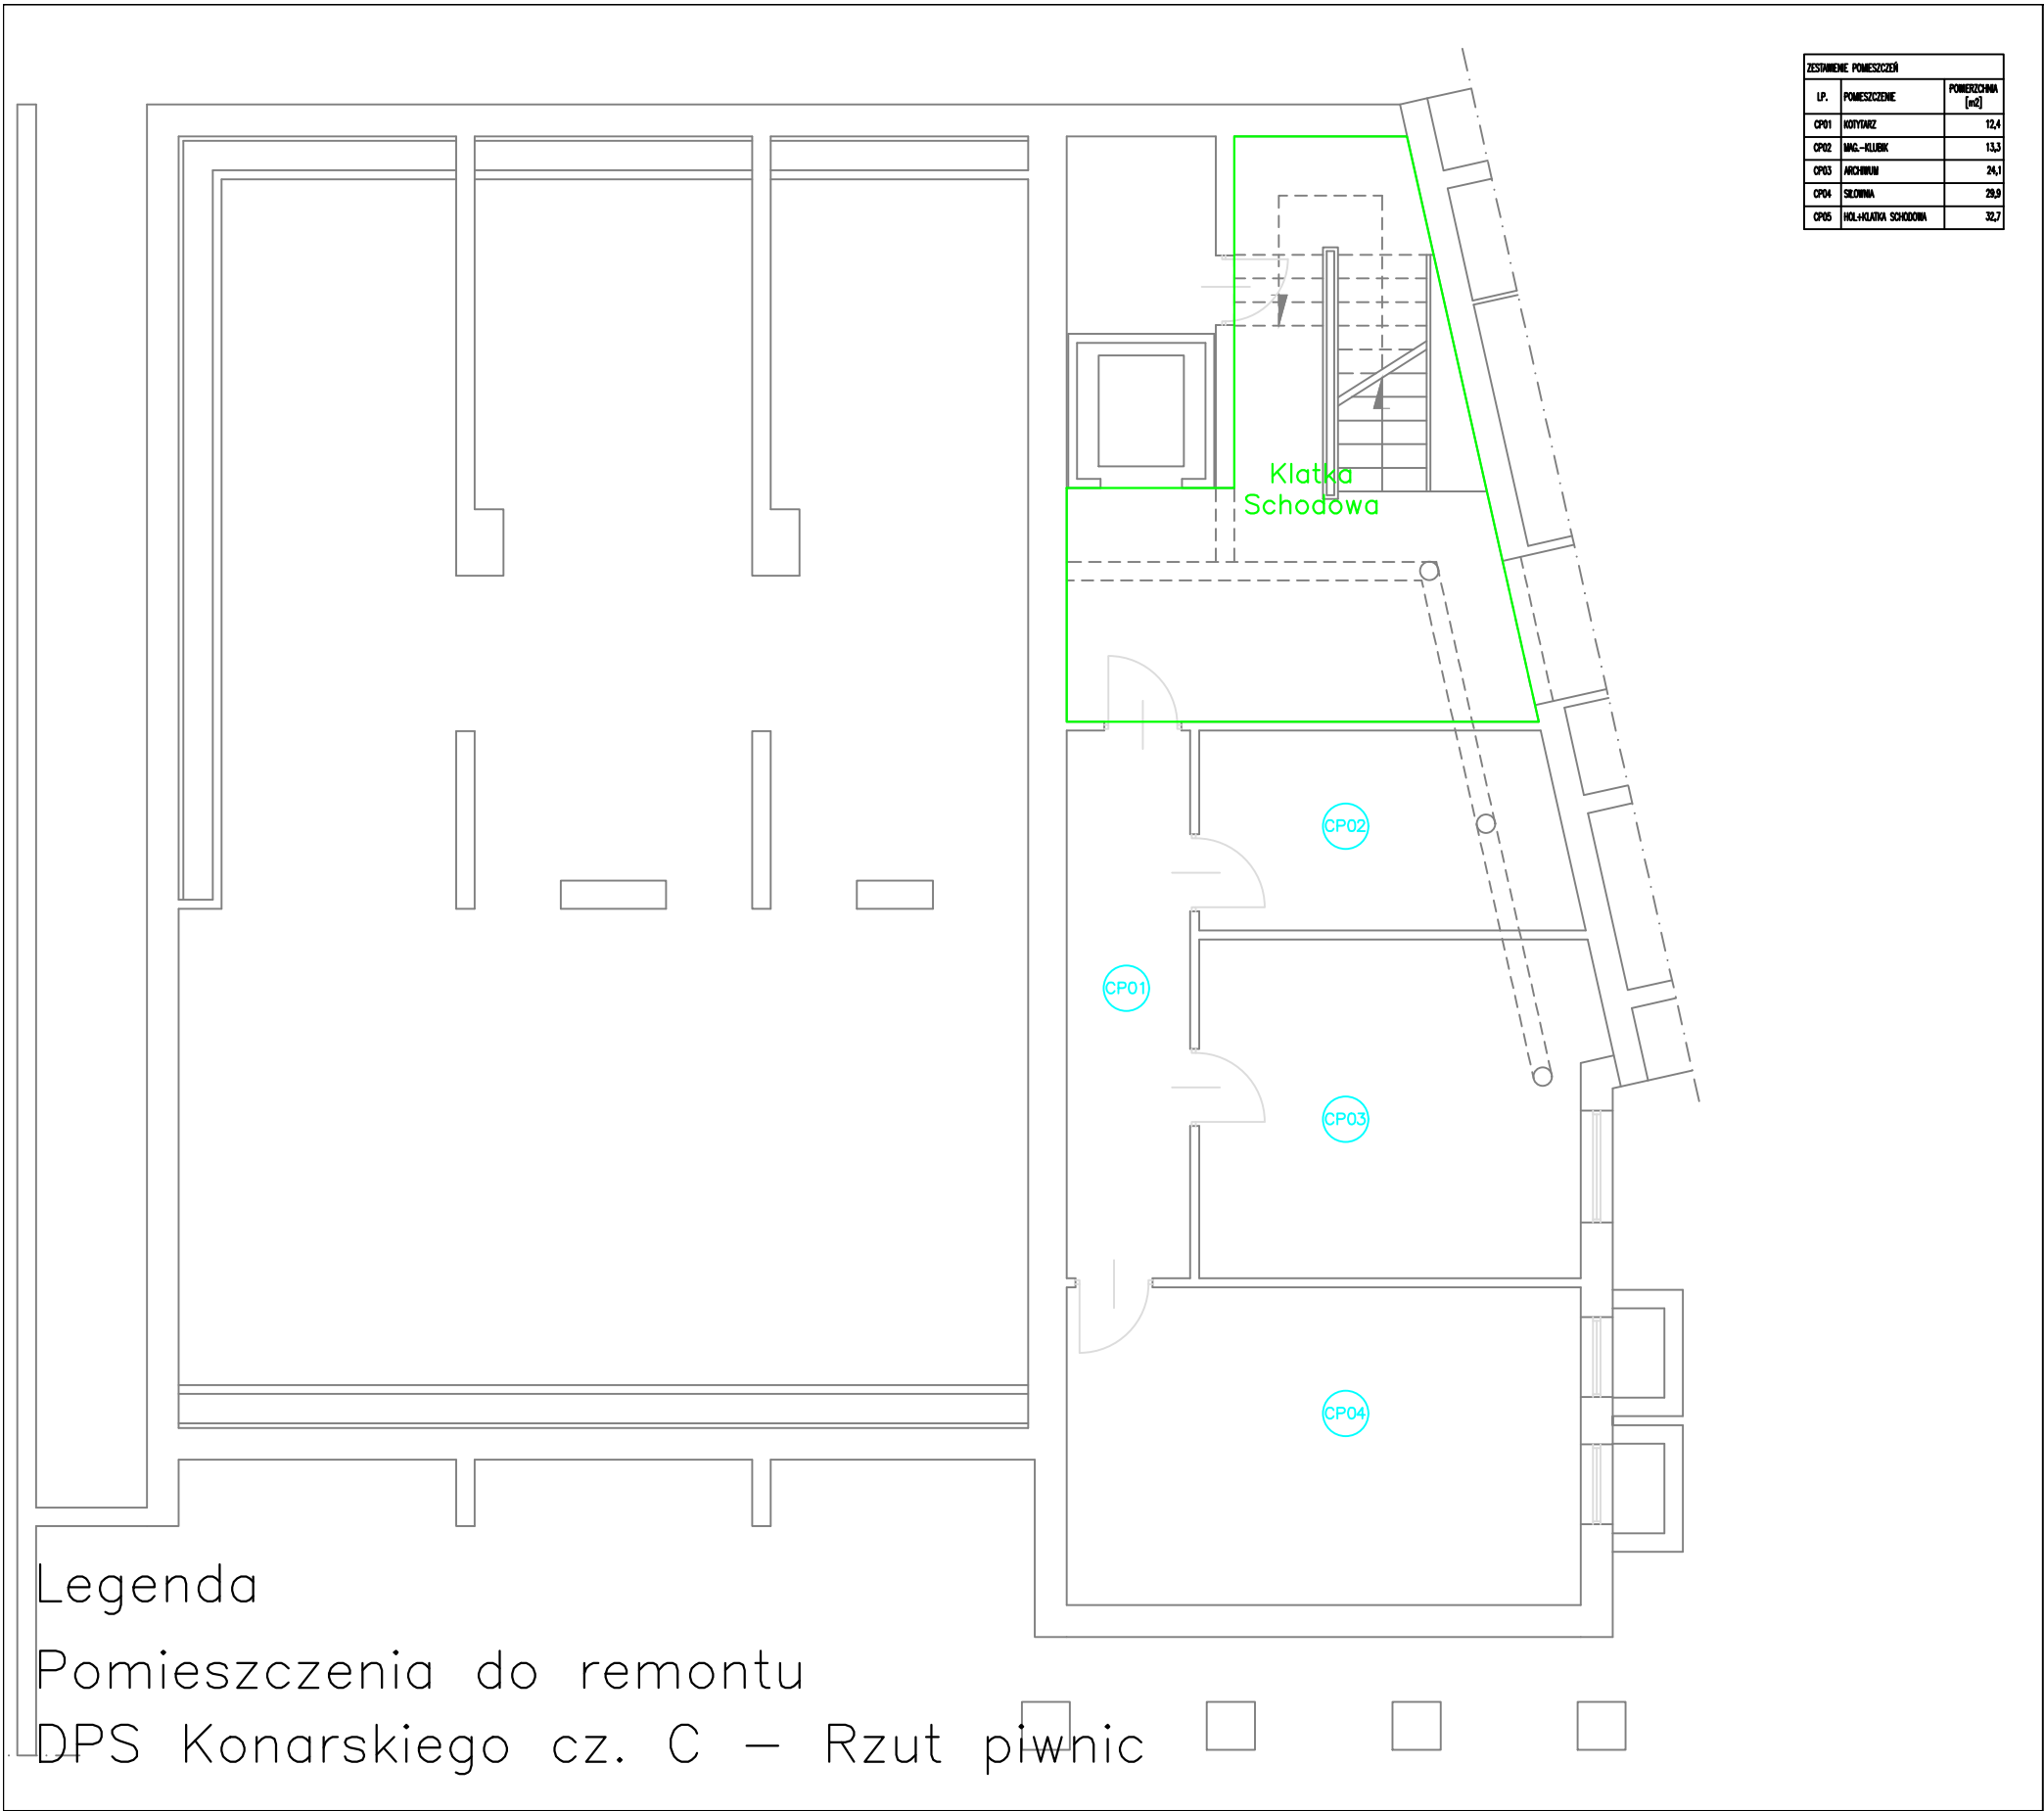 ZESTAWIENIE POMIESZCZEŃ
LP. POMIESZCZENIE POWIERZCHNIA [m2]
CP01 KOTYTARZ 12,4
CP02 MAG.-KLUBIK 13,3
CP03 ARCHIWUM 24,1
CP04 SIŁOWNIA 29,9
CP05 HOL+KLATKA SCHODOWA 32,7
Klatka
Schodowa
CP02
CP01
CP03
CP04
Legenda
Pomieszczenia do remontu
DPS Konarskiego cz. C – Rzut piwnic